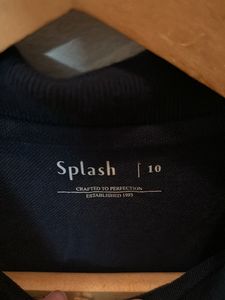 Splash ⌈ 10
CRAFTED TO PERFECTION
ESTABLISHED 1993